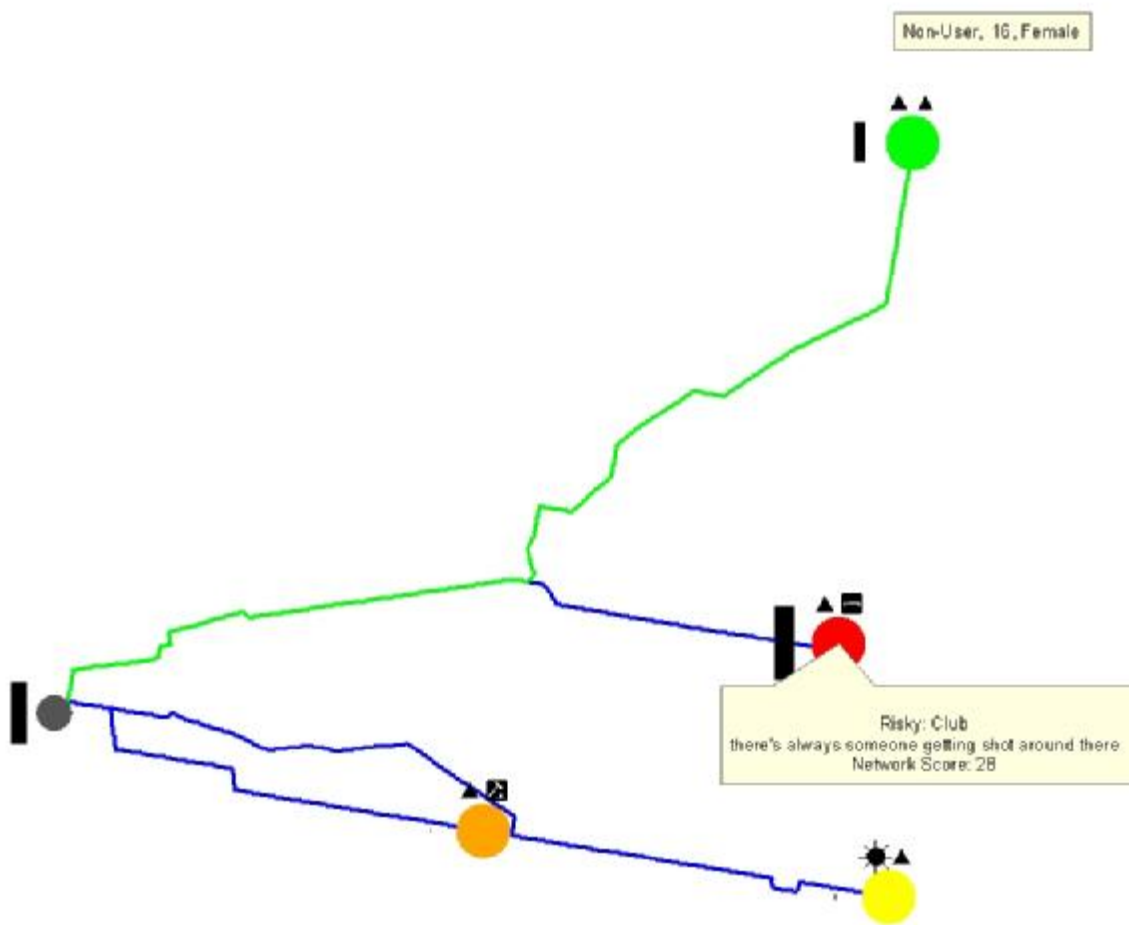 Non-User, 16, Female
Risky: Club
there's always someone getting shot around there
Network Score: 28